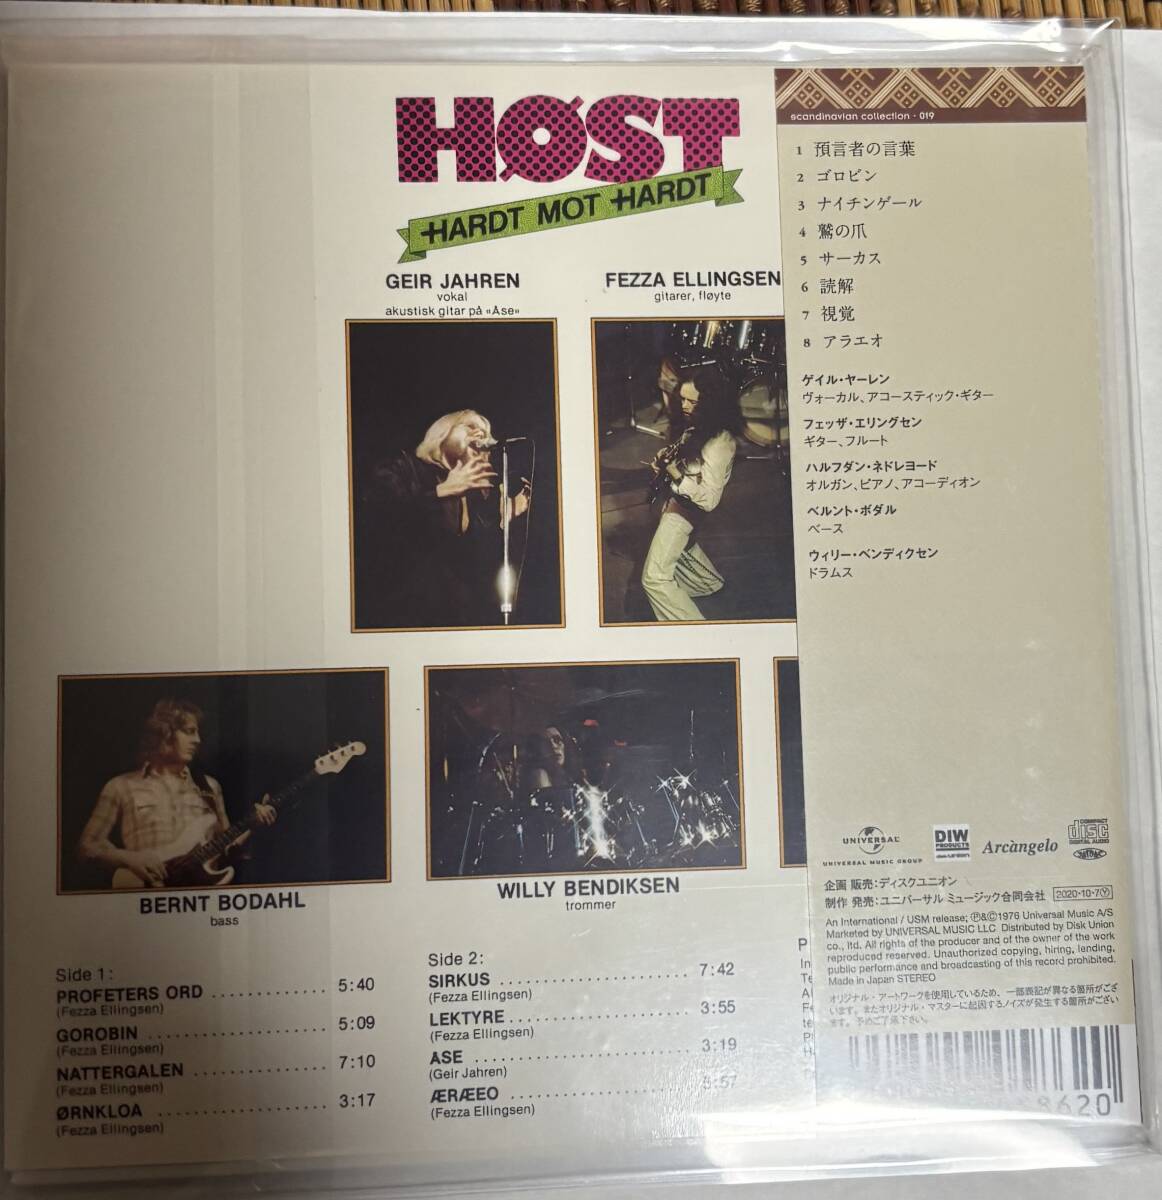 HØST
HARDT MOT HARDT
GEIR JAHREN
vokal
akustisk gitar på «Åse»
FEZZA ELLINGSEN
gitarer, fløyte
BERNT BODAHL
bass
WILLY BENDIKSEN
trommer
Side 1:
PROFETERS ORD 5:40
(Fezza Ellingsen)
GOROBIN 5:09
(Fezza Ellingsen)
NATTERGALEN 7:10
(Fezza Ellingsen)
ØRNKLOA 3:17
(Fezza Ellingsen)
Side 2:
SIRKUS 7:42
(Fezza Ellingsen)
LEKTYRE 3:55
(Fezza Ellingsen)
ÅSE 3:19
(Geir Jahren)
ÆRÆEO 5:57
(Fezza Ellingsen)
scandinavian collection · 019
1 預言者の言葉
2 ゴロビン
3 ナイチンゲール
4 鷲の爪
5 サーカス
6 読解
7 視覚
8 アラエオ
ゲイル・ヤーレン
ヴォーカル、アコースティック・ギター
フェッザ・エリングセン
ギター、フルート
ハルフダン・ネドレヨード
オルガン、ピアノ、アコーディオン
ベルント・ボダル
ベース
ウィリー・ベンディクセン
ドラムス
UNIVERSAL
UNIVERSAL MUSIC GROUP
DIW
PRODUCTS
Arcàngelo
COMPACT
disc
DIGITAL AUDIO
企画 販売：ディスクユニオン
制作 発売：ユニバーサル ミュージック合同会社 2020・10・7Ⓨ
An International / USM release; Ⓟ&©1976 Universal Music A/S
Marketed by UNIVERSAL MUSIC LLC Distributed by Disk Union
co., ltd. All rights of the producer and of the owner of the work
reproduced reserved. Unauthorized copying, hiring, lending,
public performance and broadcasting of this record prohibited.
Made in Japan STEREO
オリジナル・アートワークを使用しているため、一部表記が異なる箇所がござ
います。またオリジナル・マスターに起因するノイズが発生する箇所がござい
ます。予めご了承下さい。
8620